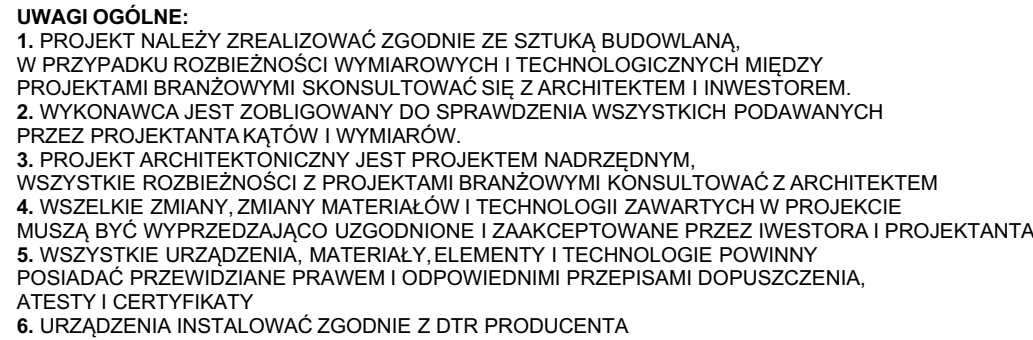 UWAGI OGÓLNE:
1. PROJEKT NALEŻY ZREALIZOWAĆ ZGODNIE ZE SZTUKĄ BUDOWLANĄ,
W PRZYPADKU ROZBIEŻNOŚCI WYMIAROWYCH I TECHNOLOGICZNYCH MIĘDZY
PROJEKTAMI BRANŻOWYMI SKONSULTOWAĆ SIĘ Z ARCHITEKTEM I INWESTOREM.
2. WYKONAWCA JEST ZOBLIGOWANY DO SPRAWDZENIA WSZYSTKICH PODAWANYCH
PRZEZ PROJEKTANTA KĄTÓW I WYMIARÓW.
3. PROJEKT ARCHITEKTONICZNY JEST PROJEKTEM NADRZĘDNYM,
WSZYSTKIE ROZBIEŻNOŚCI Z PROJEKTAMI BRANŻOWYMI KONSULTOWAĆ Z ARCHITEKTEM
4. WSZELKIE ZMIANY, ZMIANY MATERIAŁÓW I TECHNOLOGII ZAWARTYCH W PROJEKCIE
MUSZĄ BYĆ WYPRZEDZAJĄCO UZGODNIONE I ZAAKCEPTOWANE PRZEZ IWESTORA I PROJEKTANTA
5. WSZYSTKIE URZĄDZENIA, MATERIAŁY, ELEMENTY I TECHNOLOGIE POWINNY
POSIADAĆ PRZEWIDZIANE PRAWEM I ODPOWIEDNIMI PRZEPISAMI DOPUSZCZENIA,
ATESTY I CERTYFIKATY
6. URZĄDZENIA INSTALOWAĆ ZGODNIE Z DTR PRODUCENTA